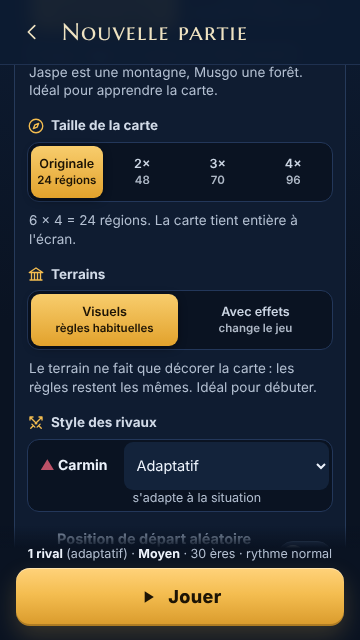 Nouvelle partie
Jaspe est une montagne, Musgo une forêt.
Idéal pour apprendre la carte.
Taille de la carte
Originale 2× 3× 4×
24 régions 48 70 96
6 × 4 = 24 régions. La carte tient entière à
l'écran.
Terrains
Visuels Avec effets
règles habituelles change le jeu
Le terrain ne fait que décorer la carte : les
règles restent les mêmes. Idéal pour débuter.
Style des rivaux
Carmin Adaptatif
s'adapte à la situation
Position de départ aléatoire
1 rival (adaptatif) · Moyen · 30 ères · rythme normal
Jouer